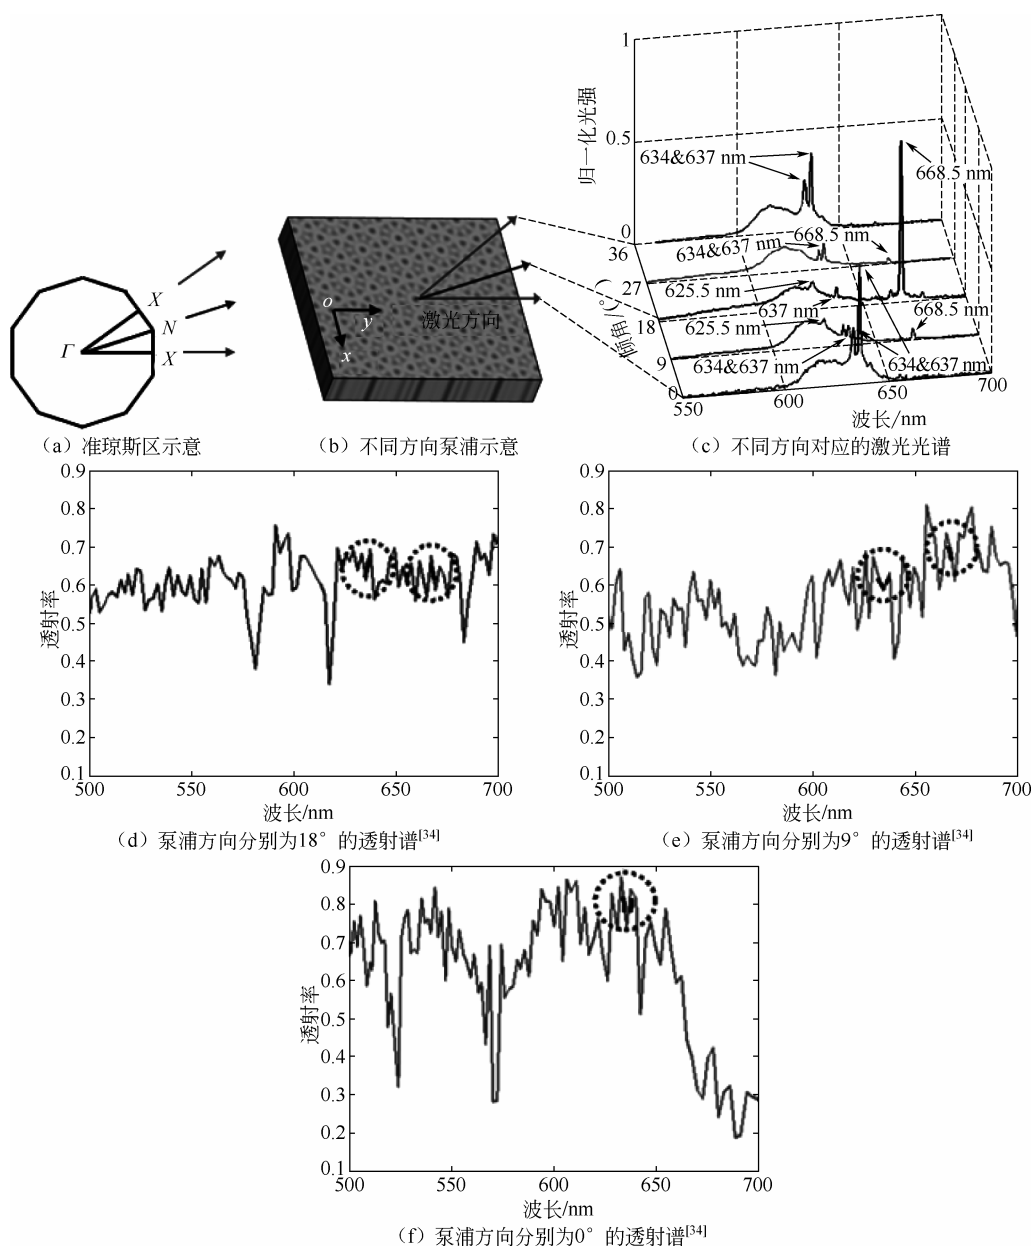 X
N
X
Γ
(a)准琼斯区示意
o
y
x
激光方向
(b)不同方向泵浦示意
归一化光强
1
0.5
0
634&637 nm
668.5 nm
634&637 nm
668.5 nm
625.5 nm
637 nm
625.5 nm
668.5 nm
634&637 nm
634&637 nm
36
27
18
9
0
倾角/(°)
550
600
650
700
波长/nm
(c)不同方向对应的激光光谱
透射率
0.9
0.8
0.7
0.6
0.5
0.4
0.3
0.2
0.1
500 550 600 650 700
波长/nm
(d)泵浦方向分别为18°的透射谱[34]
透射率
0.9
0.8
0.7
0.6
0.5
0.4
0.3
0.2
0.1
500 550 600 650 700
波长/nm
(e)泵浦方向分别为9°的透射谱[34]
透射率
0.9
0.8
0.7
0.6
0.5
0.4
0.3
0.2
0.1
500 550 600 650 700
波长/nm
(f)泵浦方向分别为0°的透射谱[34]